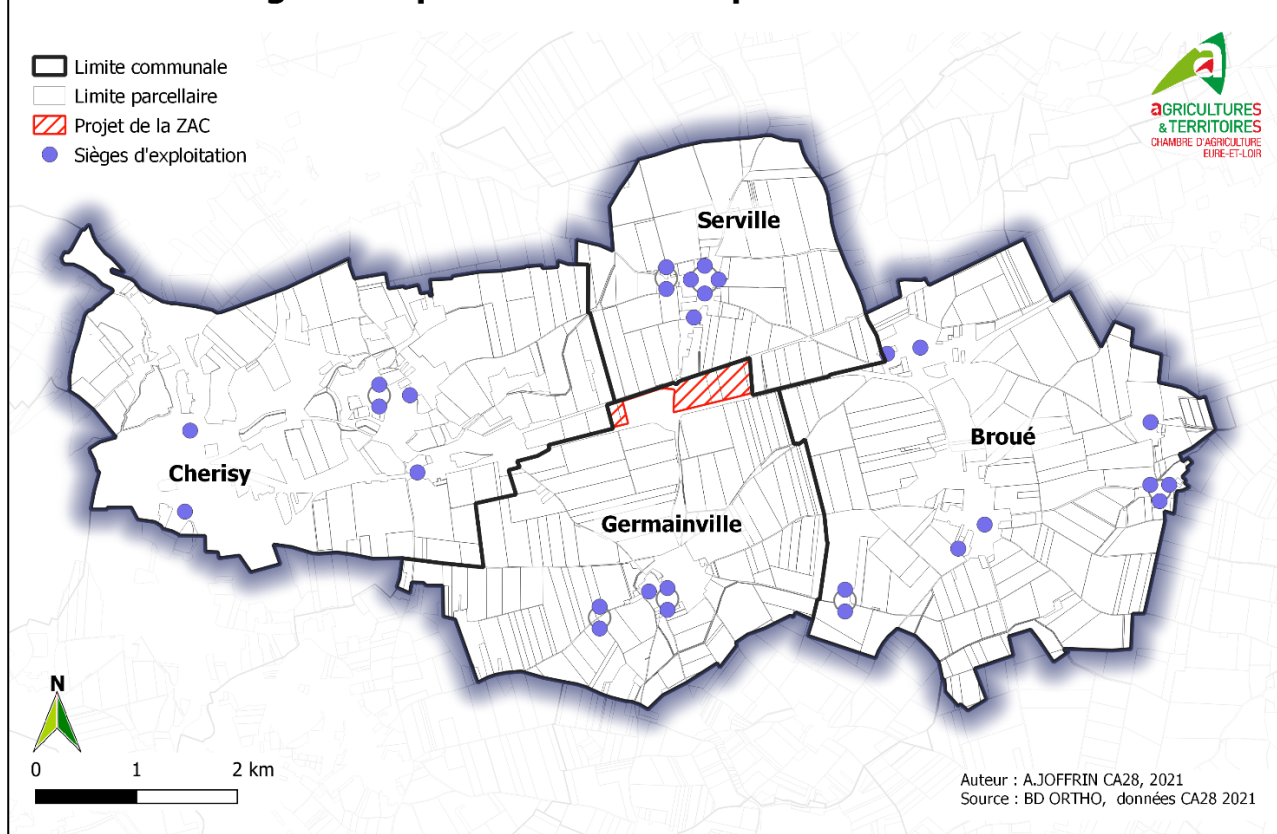 Limite communale
Limite parcellaire
Projet de la ZAC
Sièges d'exploitation
aGRICULTURES
& TERRITOIRES
CHAMBRE D'AGRICULTURE
EURE-ET-LOIR
Serville
Broué
Cherisy
Germainville
N
0 1 2 km
Auteur : A.JOFFRIN CA28, 2021
Source : BD ORTHO, données CA28 2021